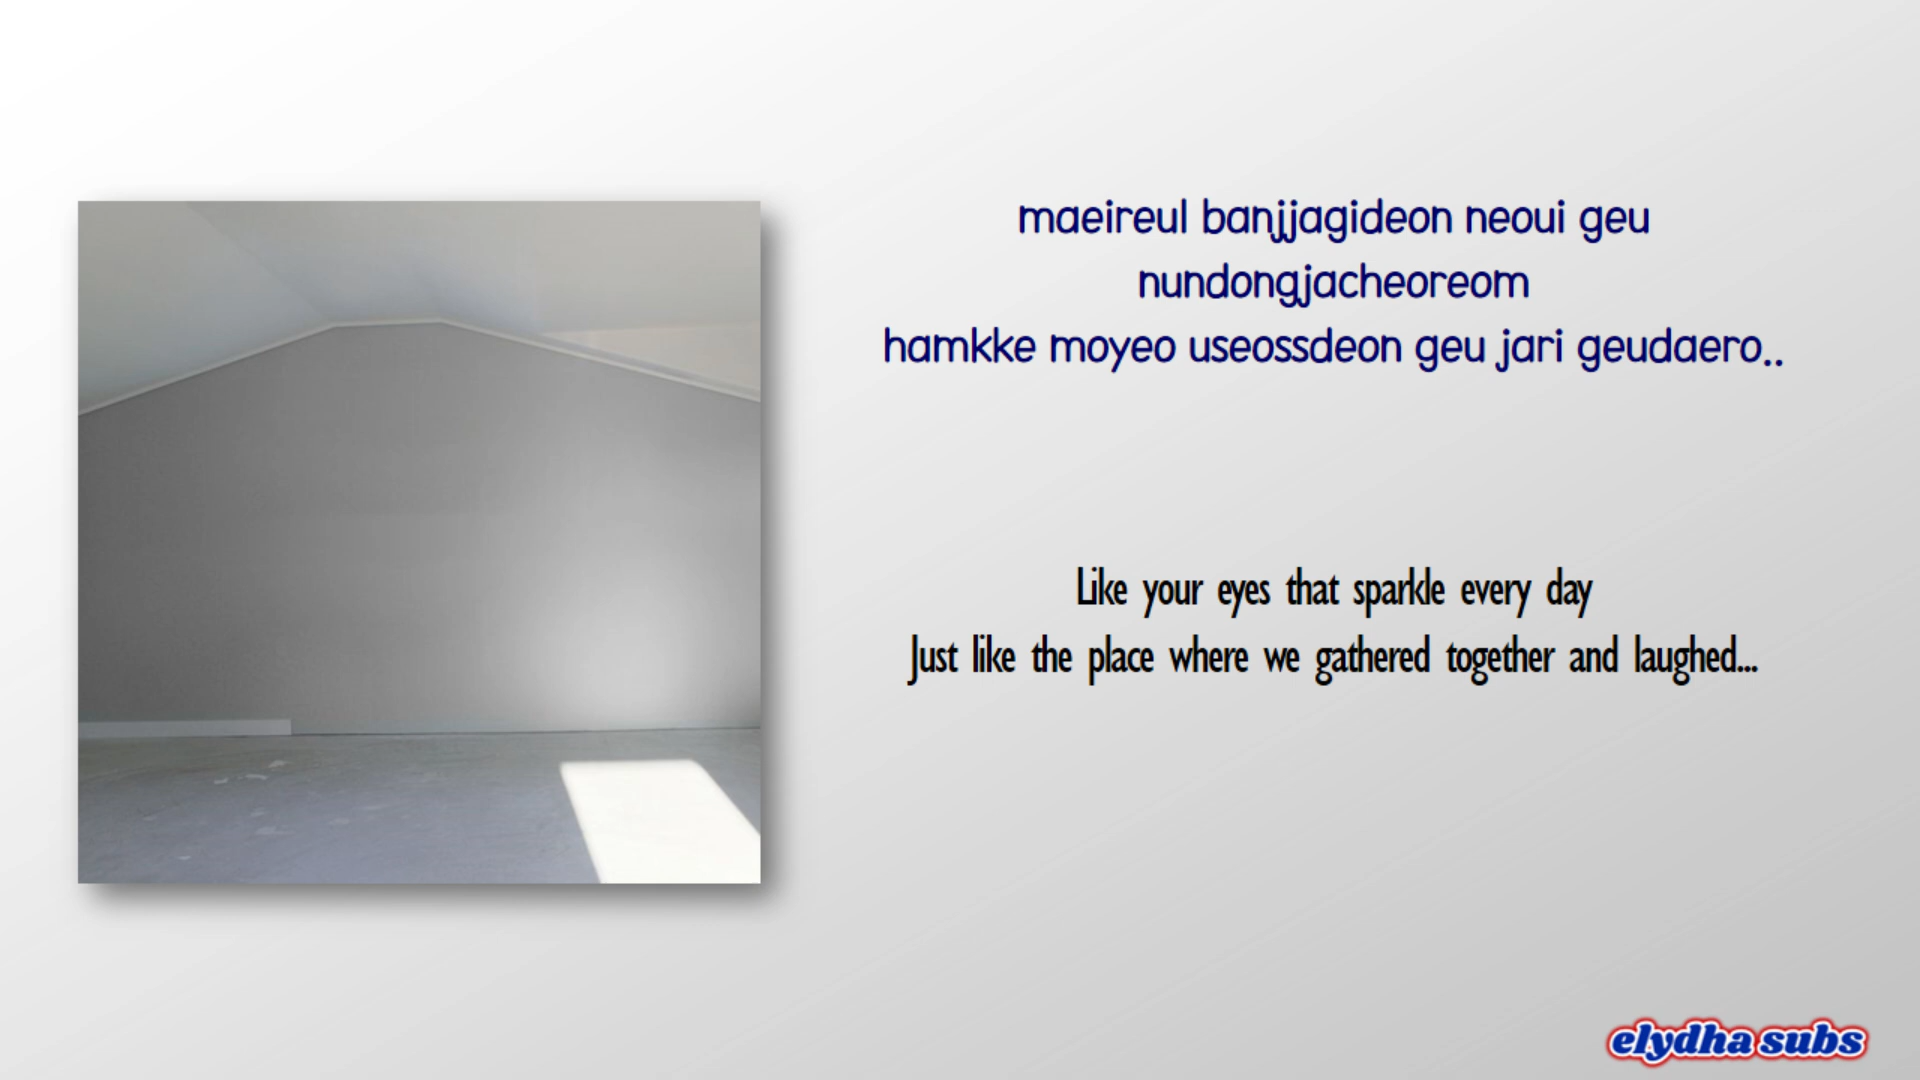 maeireul banjjagideon neoui geu
nundongjacheoreom
hamkke moyeo useossdeon geu jari geudaero..
Like your eyes that sparkle every day
Just like the place where we gathered together and laughed...
elydha subs